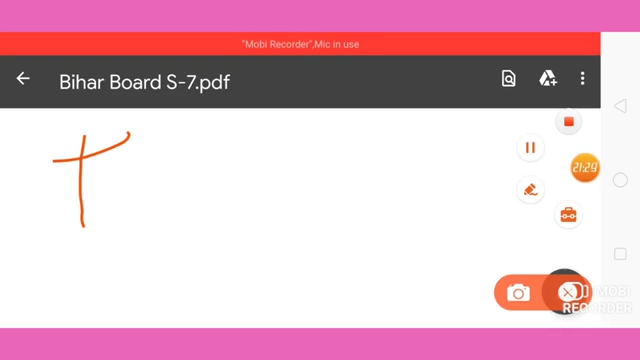 "Mobi Recorder",Mic in use
Bihar Board S-7.pdf
21:29
MOBI
RECORDER